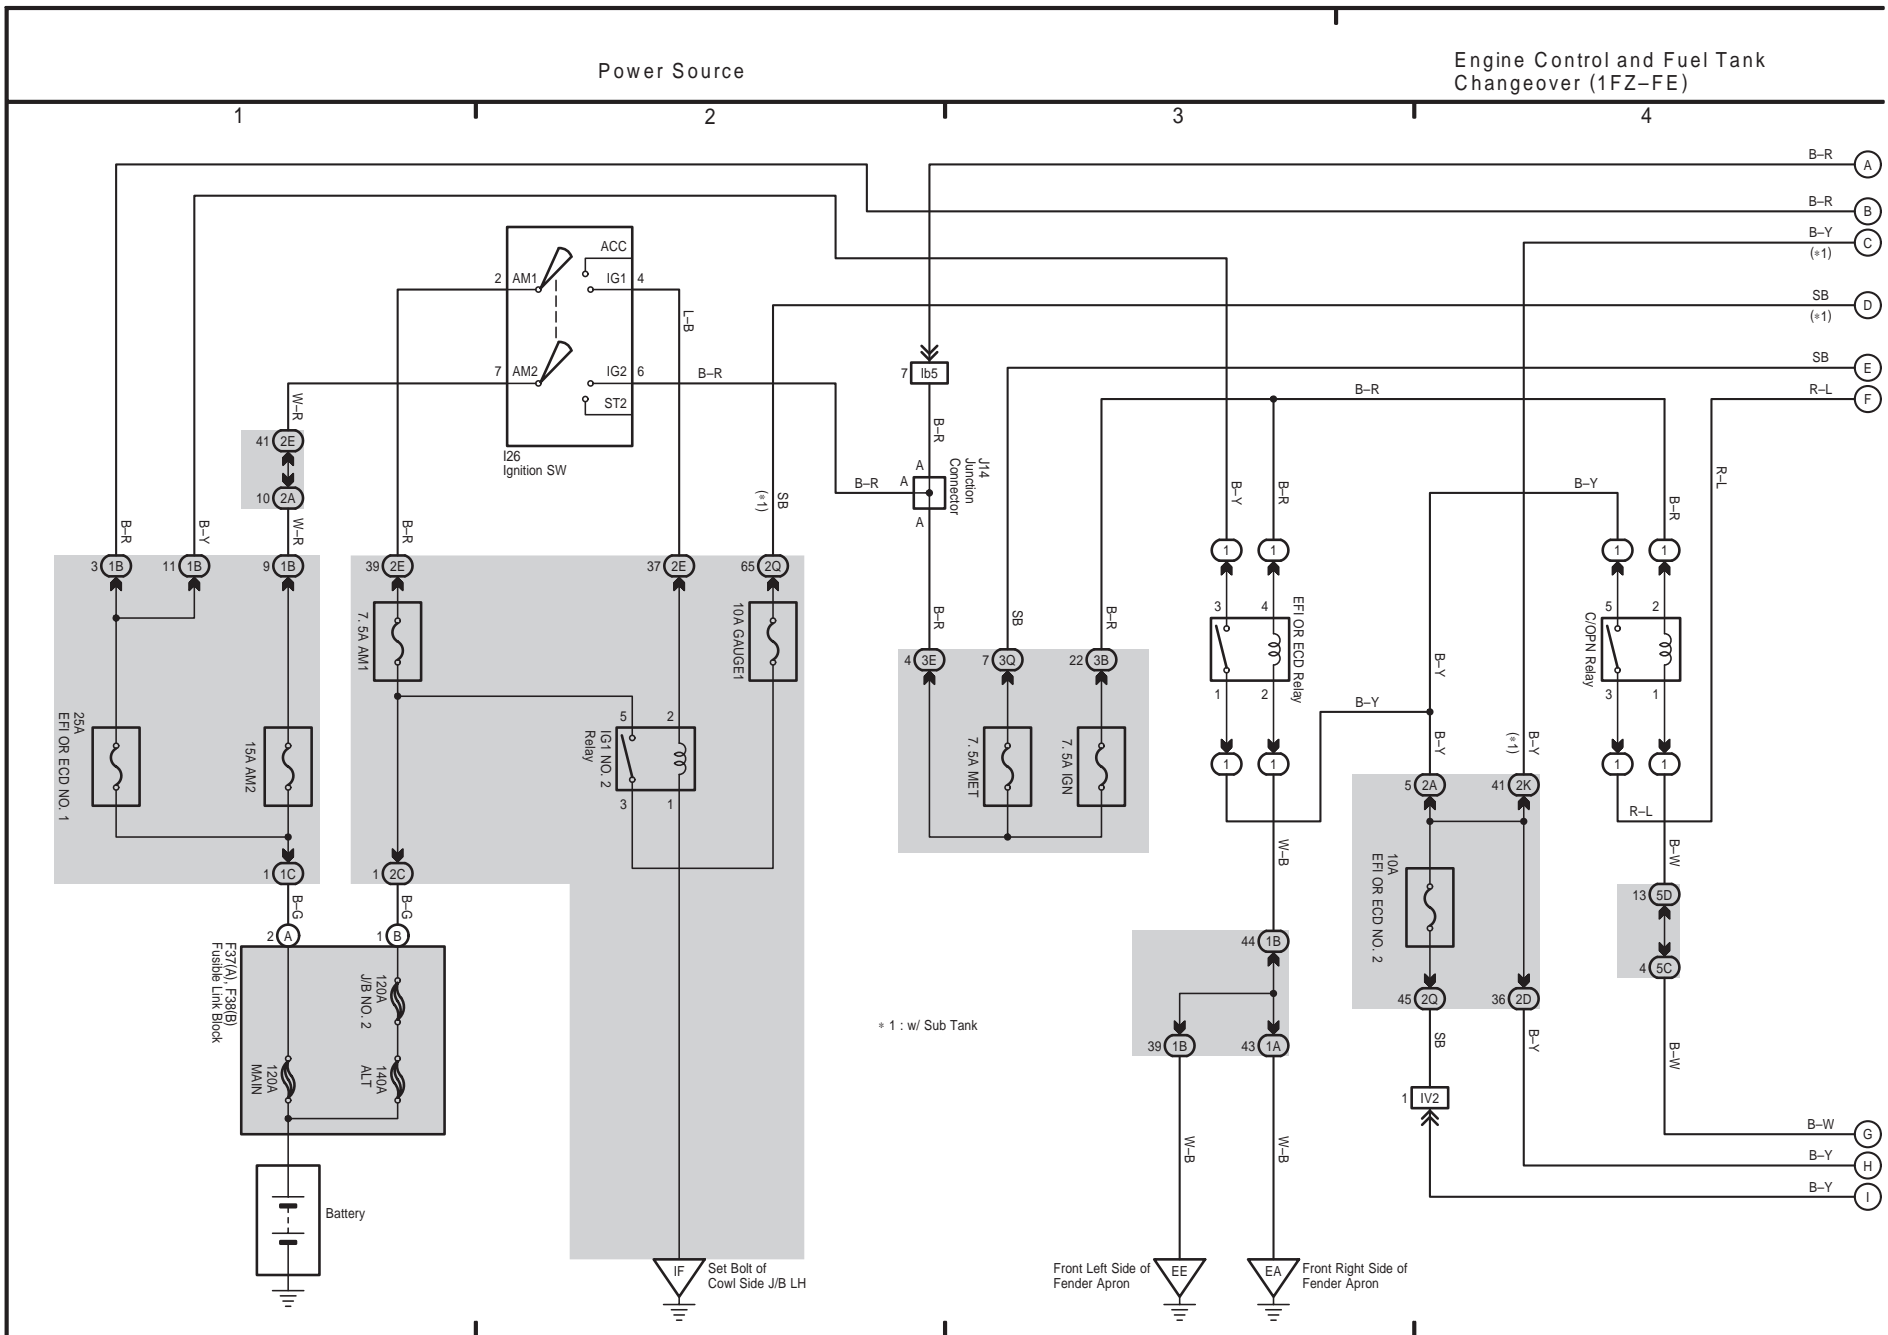 Power Source
Engine Control and Fuel Tank
Changeover (1FZ–FE)
1
2
3
4
B–R
A
B–R
B
B–Y
(*1)
C
SB
(*1)
D
SB
E
R–L
F
ACC
2
AM1
IG1
4
7
AM2
IG2
6
ST2
I26
Ignition SW
L–B
B–R
W–R
41
2E
10
2A
W–R
B–R
B–Y
B–R
SB
(*1)
7
Ib5
B–R
A
A
A
B–R
J14
Junction
Connector
B–R
B–Y
B–R
B–Y
B–R
R–L
3
1B
11
1B
9
1B
39
2E
37
2E
65
2Q
1
1
1
1
7. 5A AM1
10A GAUGE1
25A
EFI OR ECD NO. 1
15A AM2
5
2
IG1 NO. 2
Relay
3
1
B–R
SB
B–R
4
3E
7
3Q
22
3B
7. 5A MET
7. 5A IGN
3
4
EFI OR ECD Relay
1
2
1
1
B–Y
B–Y
B–Y
B–Y
(*1)
5
2
C/OPN Relay
3
1
1
1
R–L
5
2A
41
2K
10A
EFI OR ECD NO. 2
45
2Q
36
2D
W–B
B–W
13
5D
4
5C
B–W
1
1C
1
2C
B–G
B–G
2
A
1
B
F37(A), F38(B)
Fusible Link Block
120A
J/B NO. 2
120A
MAIN
140A
ALT
Battery
* 1 : w/ Sub Tank
44
1B
39
1B
43
1A
SB
B–Y
1
IV2
W–B
W–B
B–W
G
B–Y
H
B–Y
I
IF
Set Bolt of
Cowl Side J/B LH
Front Left Side of
Fender Apron
EE
EA
Front Right Side of
Fender Apron